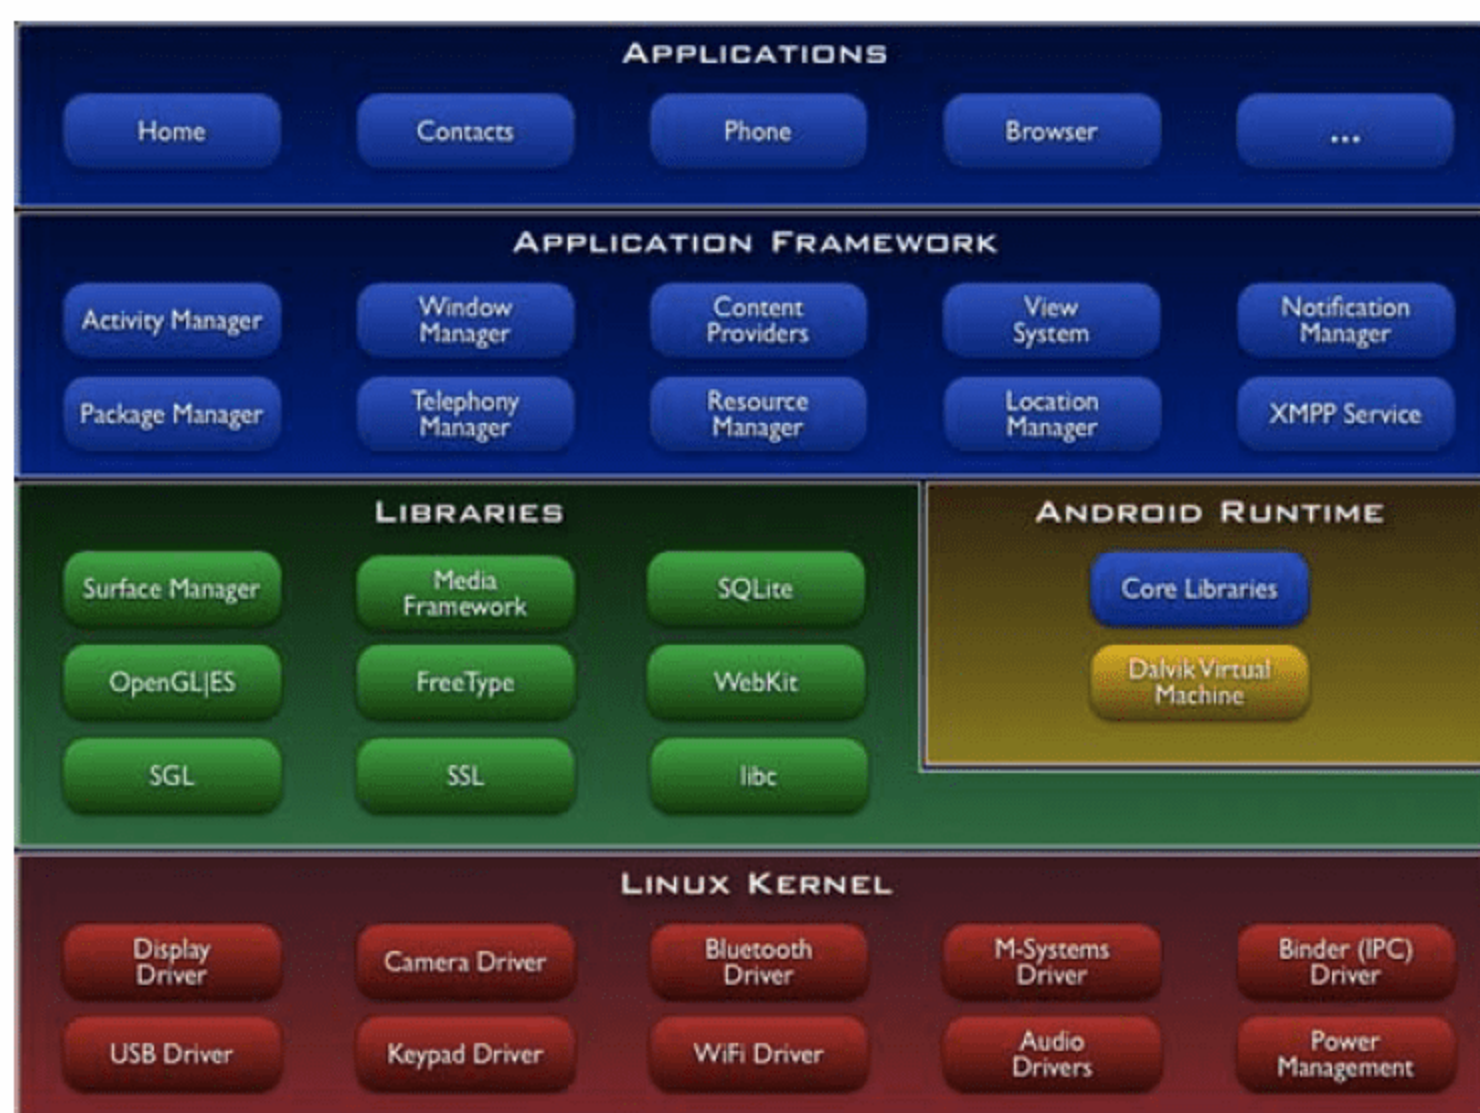 APPLICATIONS
Home
Contacts
Phone
Browser
...
APPLICATION FRAMEWORK
Activity Manager
Window
Manager
Content
Providers
View
System
Notification
Manager
Package Manager
Telephony
Manager
Resource
Manager
Location
Manager
XMPP Service
LIBRARIES
Surface Manager
Media
Framework
SQLite
OpenGL|ES
FreeType
WebKit
SGL
SSL
libc
ANDROID RUNTIME
Core Libraries
Dalvik Virtual
Machine
LINUX KERNEL
Display
Driver
Camera Driver
Bluetooth
Driver
M-Systems
Driver
Binder (IPC)
Driver
USB Driver
Keypad Driver
WiFi Driver
Audio
Drivers
Power
Management